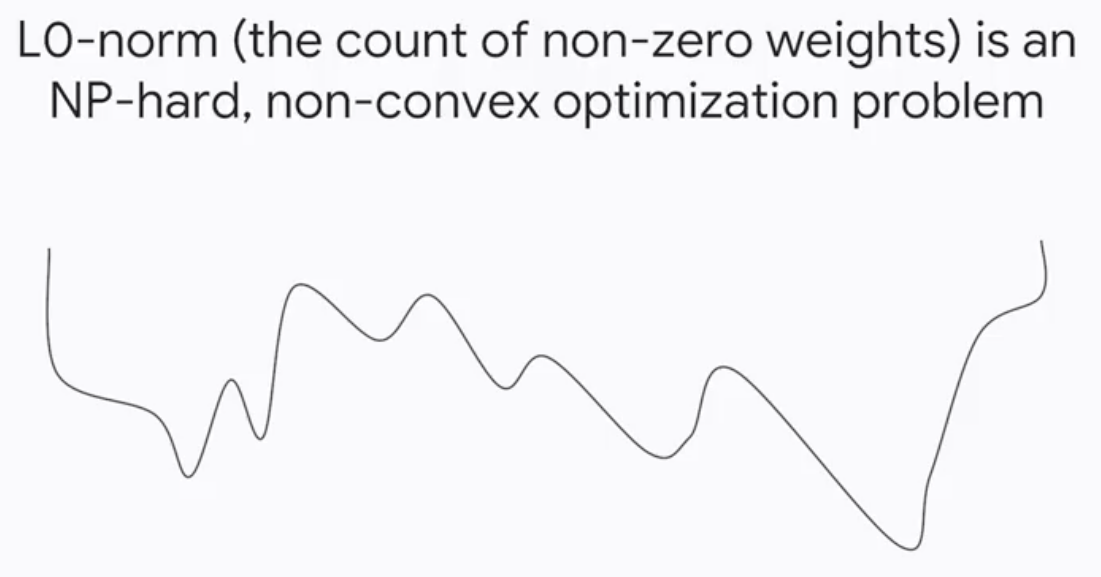 L0-norm (the count of non-zero weights) is an
NP-hard, non-convex optimization problem